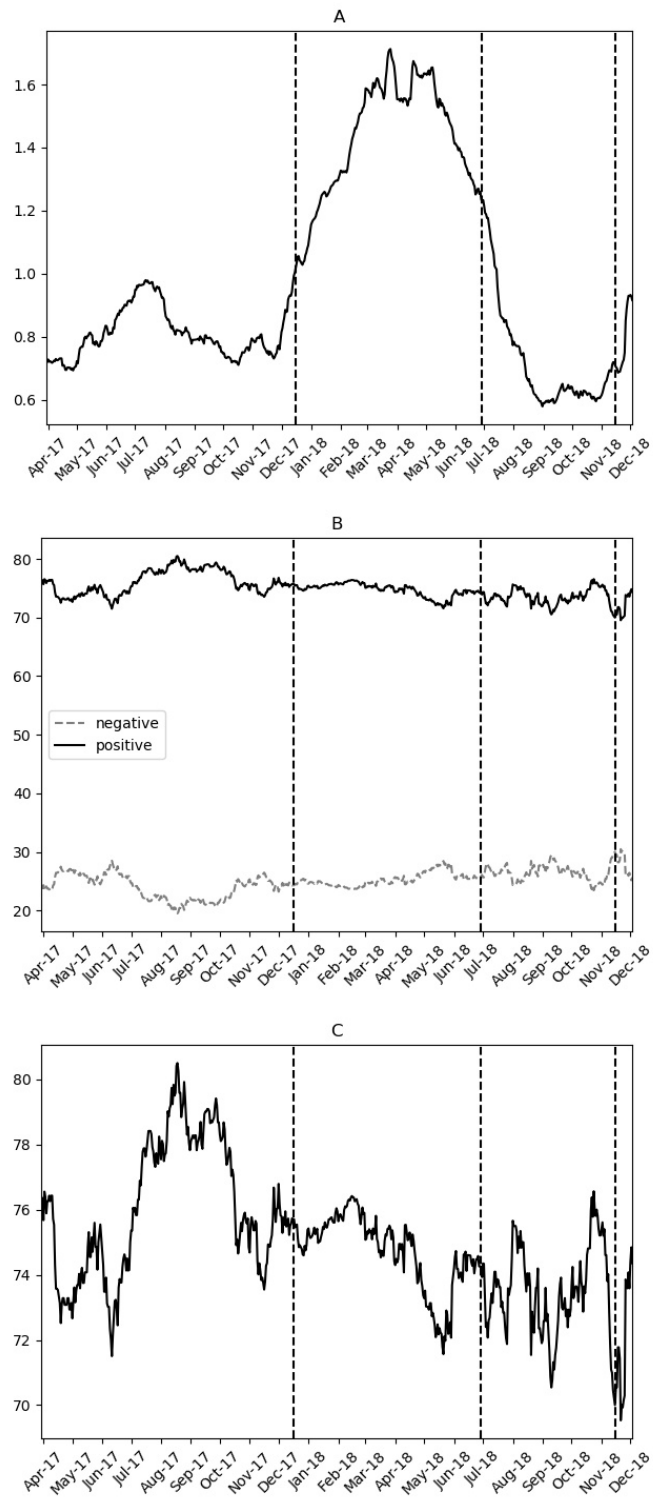 A
1.6
1.4
1.2
1.0
0.8
0.6
Apr-17 May-17 Jun-17 Jul-17 Aug-17 Sep-17 Oct-17 Nov-17 Dec-17 Jan-18 Feb-18 Mar-18 Apr-18 May-18 Jun-18 Jul-18 Aug-18 Sep-18 Oct-18 Nov-18 Dec-18
B
80
70
60
50
negative
positive
40
30
20
Apr-17 May-17 Jun-17 Jul-17 Aug-17 Sep-17 Oct-17 Nov-17 Dec-17 Jan-18 Feb-18 Mar-18 Apr-18 May-18 Jun-18 Jul-18 Aug-18 Sep-18 Oct-18 Nov-18 Dec-18
C
80
78
76
74
72
70
Apr-17 May-17 Jun-17 Jul-17 Aug-17 Sep-17 Oct-17 Nov-17 Dec-17 Jan-18 Feb-18 Mar-18 Apr-18 May-18 Jun-18 Jul-18 Aug-18 Sep-18 Oct-18 Nov-18 Dec-18